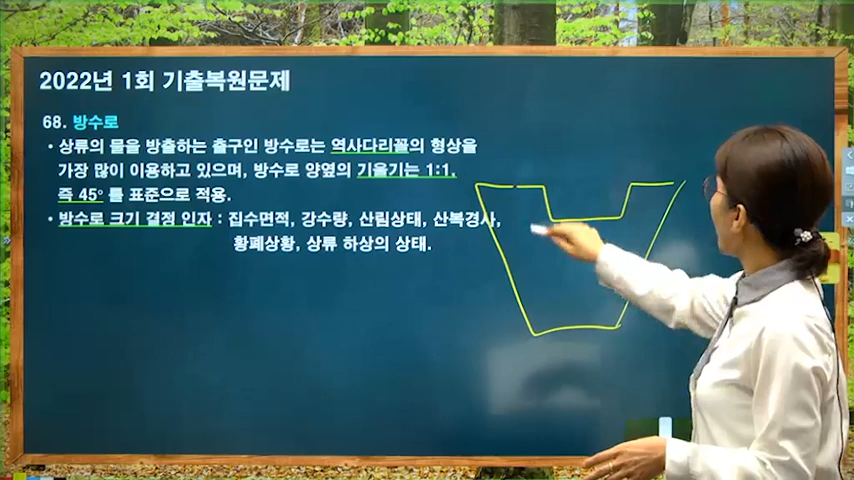 2022년 1회 기출복원문제
68. 방수로
• 상류의 물을 방출하는 출구인 방수로는 역사다리꼴의 형상을
가장 많이 이용하고 있으며, 방수로 양옆의 기울기는 1:1,
즉 45° 를 표준으로 적용.
• 방수로 크기 결정 인자 : 집수면적, 강수량, 산림상태, 산복경사,
황폐상황, 상류 하상의 상태.